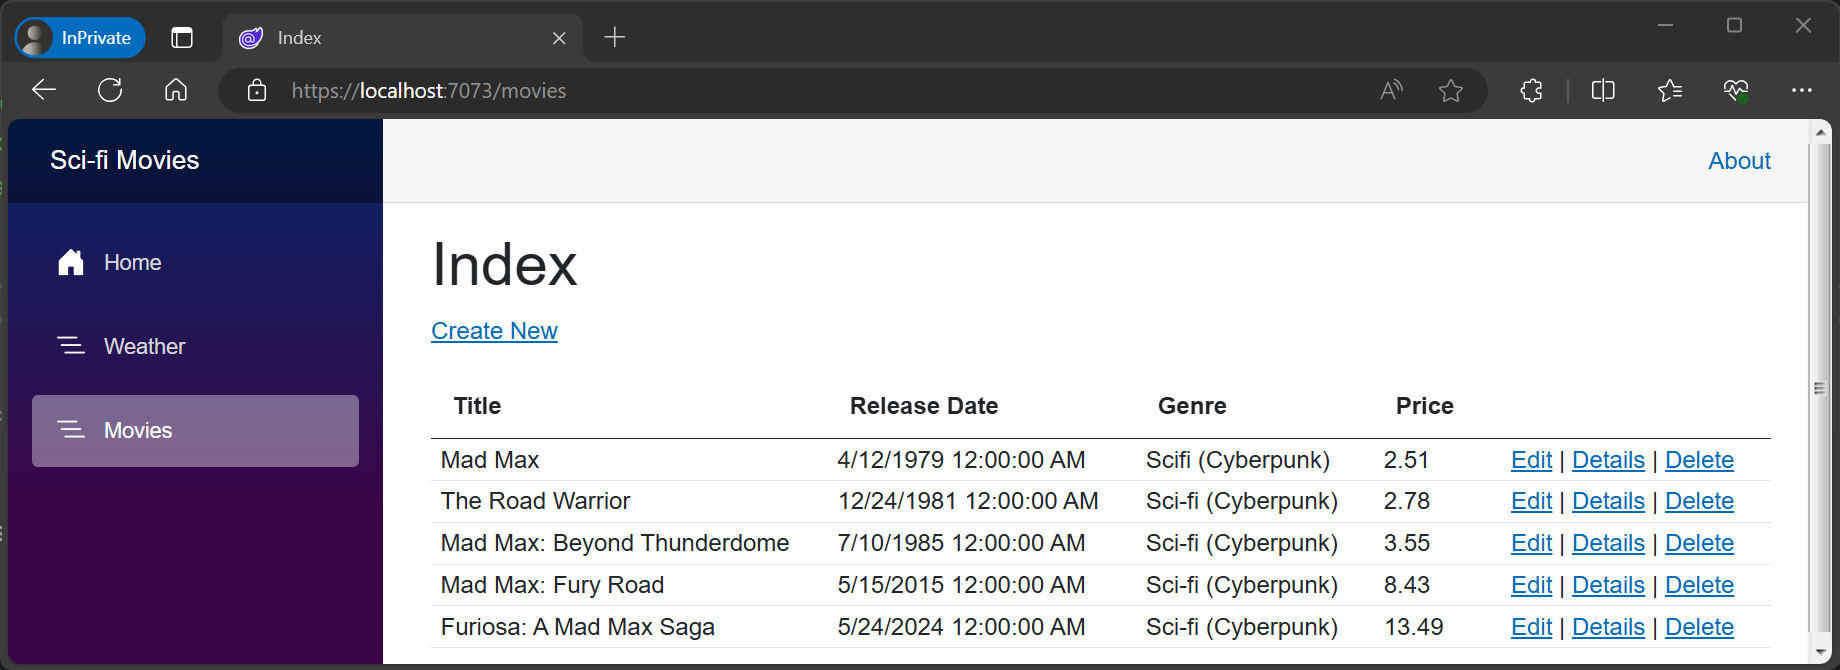 InPrivate
Index
https://localhost:7073/movies
Sci-fi Movies
About
Home
Weather
Movies
Index
Create New
Title Release Date Genre Price
Mad Max 4/12/1979 12:00:00 AM Scifi (Cyberpunk) 2.51 Edit | Details | Delete
The Road Warrior 12/24/1981 12:00:00 AM Sci-fi (Cyberpunk) 2.78 Edit | Details | Delete
Mad Max: Beyond Thunderdome 7/10/1985 12:00:00 AM Sci-fi (Cyberpunk) 3.55 Edit | Details | Delete
Mad Max: Fury Road 5/15/2015 12:00:00 AM Sci-fi (Cyberpunk) 8.43 Edit | Details | Delete
Furiosa: A Mad Max Saga 5/24/2024 12:00:00 AM Sci-fi (Cyberpunk) 13.49 Edit | Details | Delete